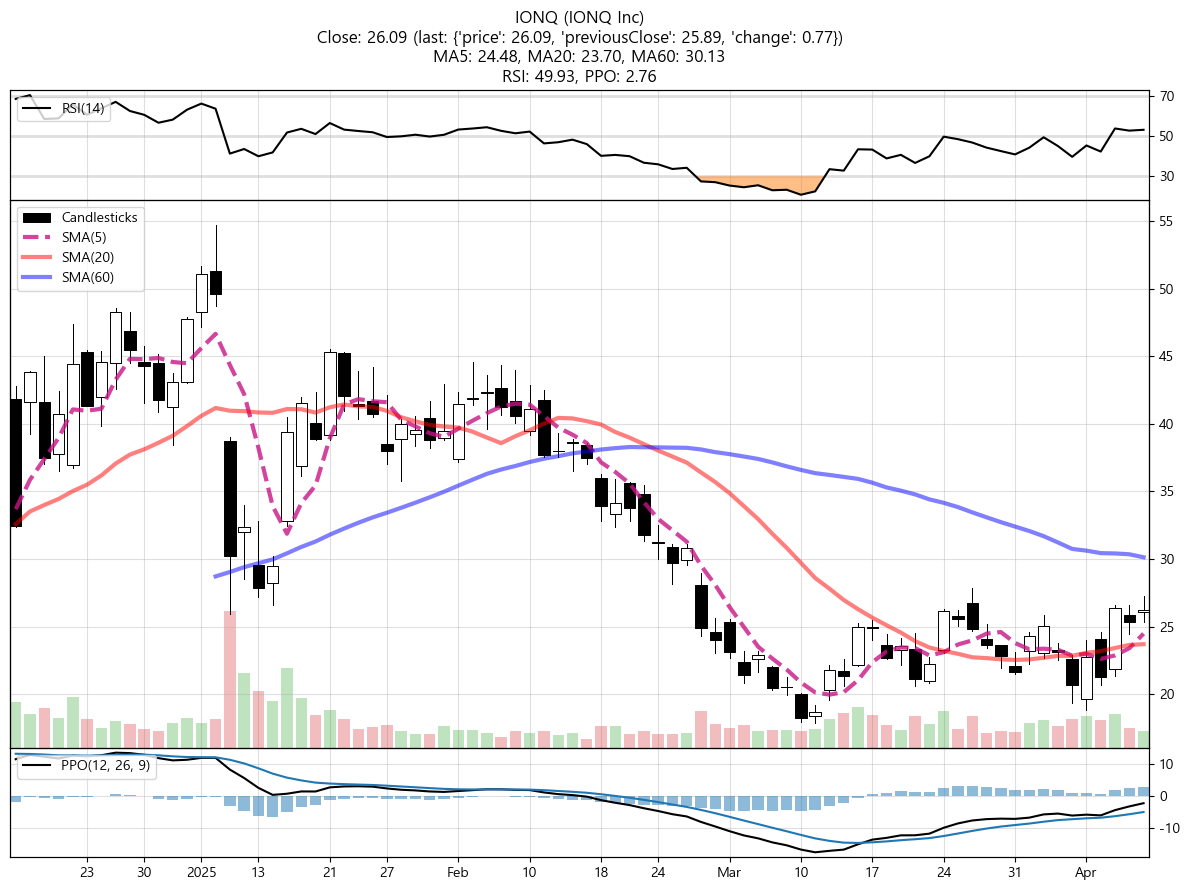 IONQ (IONQ Inc)
Close: 26.09 (last: {'price': 26.09, 'previousClose': 25.89, 'change': 0.77})
MA5: 24.48, MA20: 23.70, MA60: 30.13
RSI: 49.93, PPO: 2.76
RSI(14)
70
50
30
Candlesticks
SMA(5)
SMA(20)
SMA(60)
55
50
45
40
35
30
25
20
PPO(12, 26, 9)
10
0
-10
23 30 2025 13 21 27 Feb 10 18 24 Mar 10 17 24 31 Apr